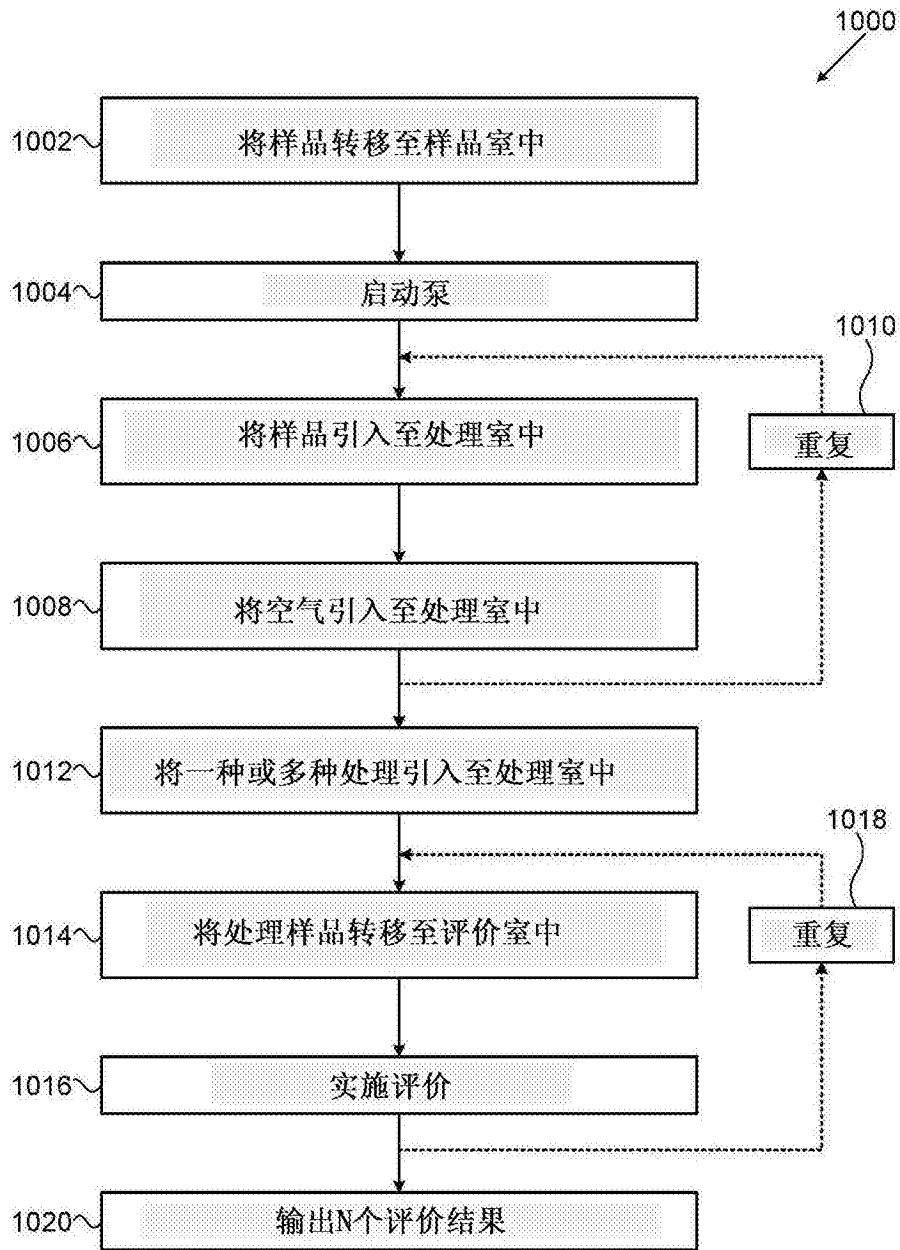 1000
1002
将样品转移至样品室中
1004
启动泵
1010
1006
将样品引入至处理室中
重复
1008
将空气引入至处理室中
1012
将一种或多种处理引入至处理室中
1018
1014
将处理样品转移至评价室中
重复
1016
实施评价
1020
输出N个评价结果